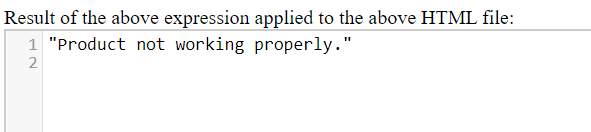 Result of the above expression applied to the above HTML file:
1 "Product not working properly."
2